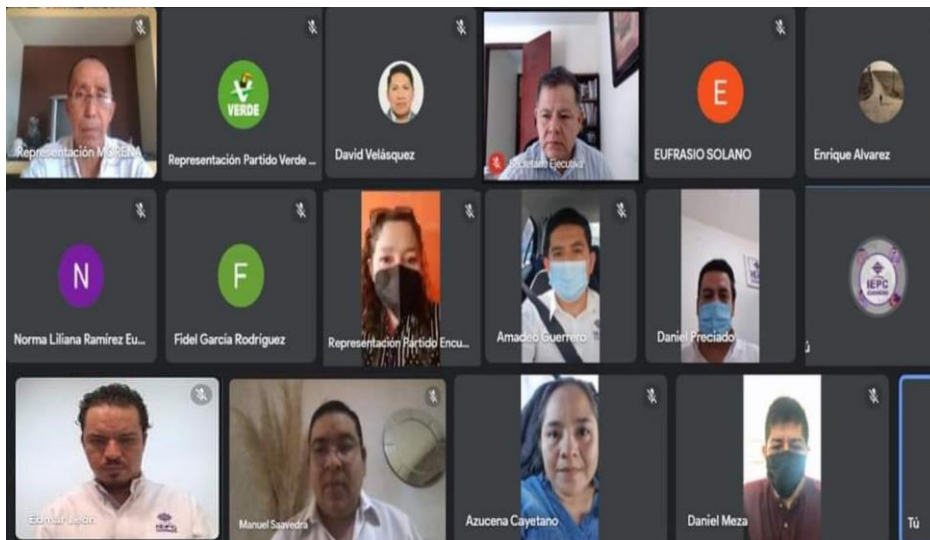 Representación MORENA
VERDE
Representación Partido Verde ...
David Velásquez
Secretario Ejecutivo
E
EUFRASIO SOLANO
Enrique Alvarez
N
Norma Liliana Ramírez Eu...
F
Fidel García Rodríguez
Representación Partido Encu...
Amadeo Guerrero
Daniel Preciado
IEPC
ú
Edmar León
IEPC
Manuel Saavedra
Azucena Cayetano
Daniel Meza
Tú